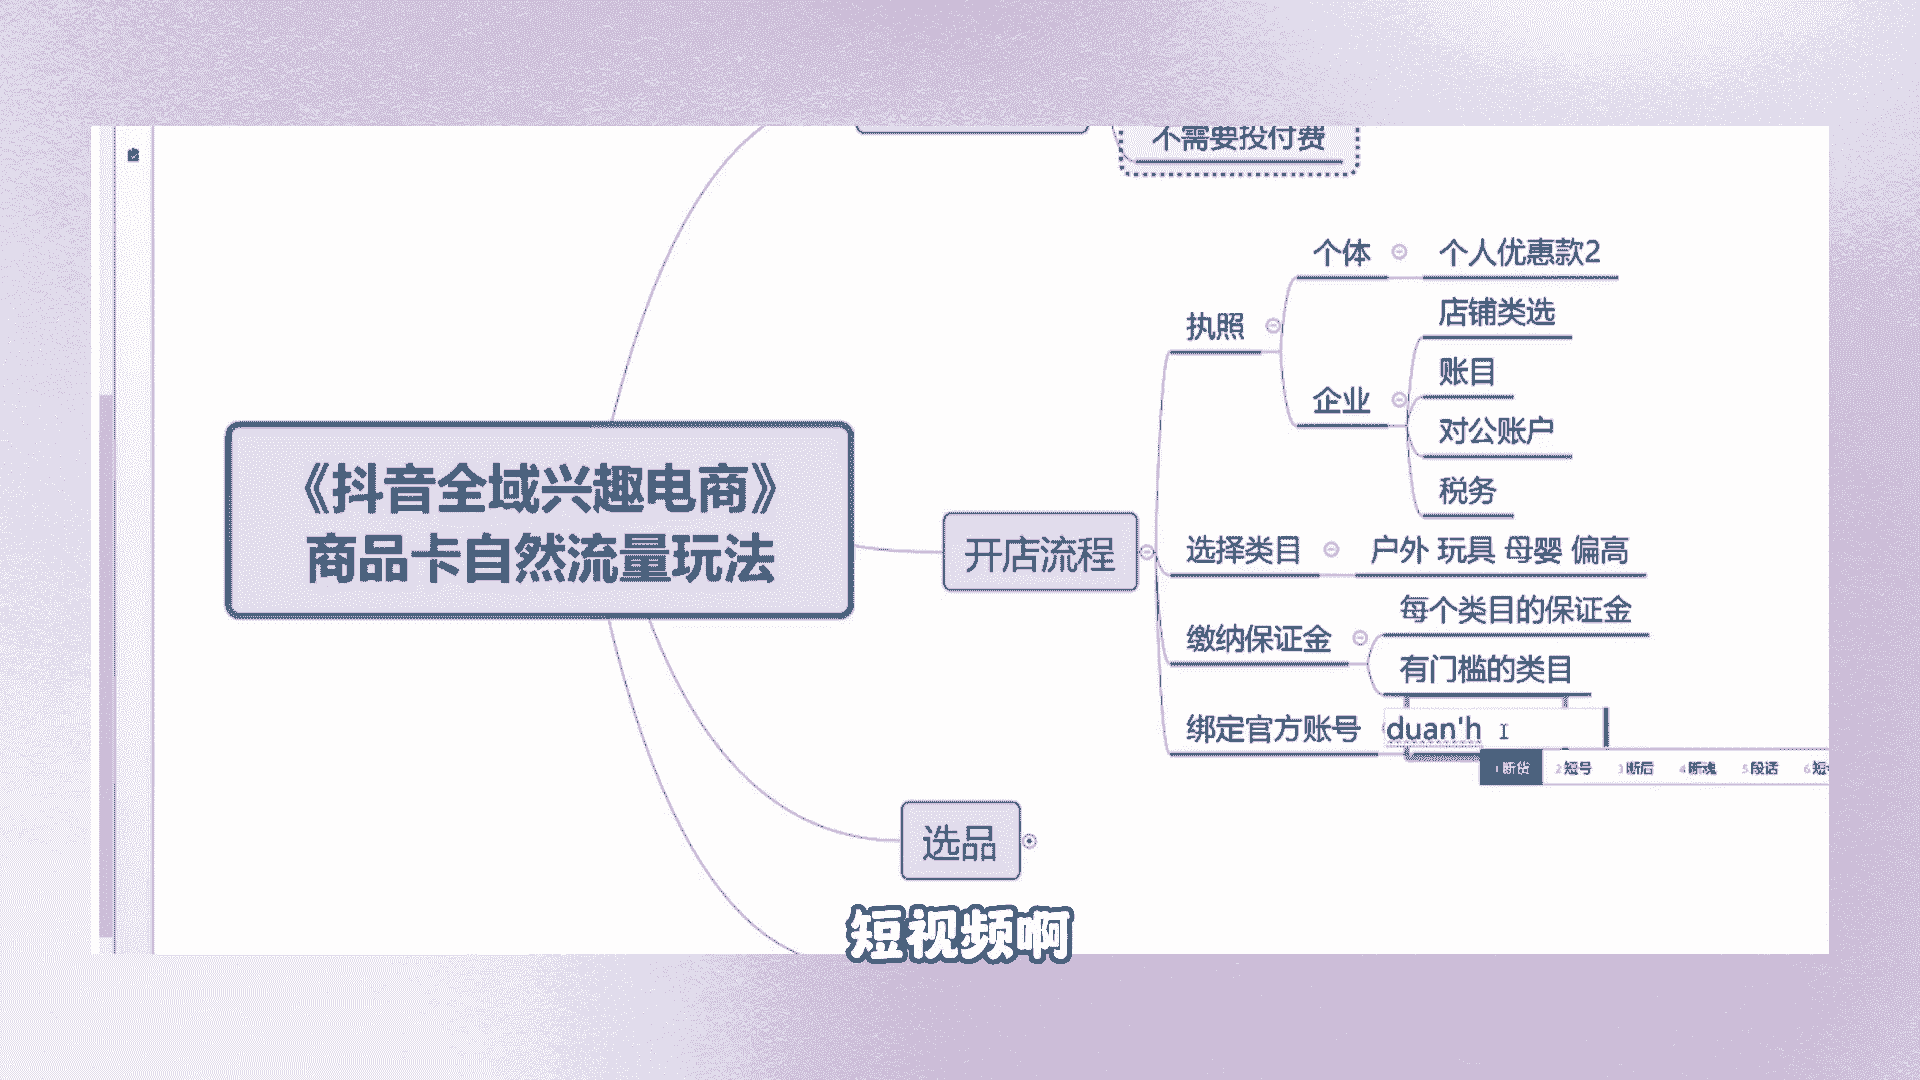 不需要投付费
个体
个人优惠款2
店铺类选
执照
账目
企业
对公账户
税务
《抖音全域兴趣电商》
商品卡自然流量玩法
开店流程
选择类目
户外 玩具 母婴 偏高
每个类目的保证金
缴纳保证金
有门槛的类目
绑定官方账号
duan'h
1 断货 2 短号 3 断后 4 断魂 5 段话 6 短
选品
短视频啊